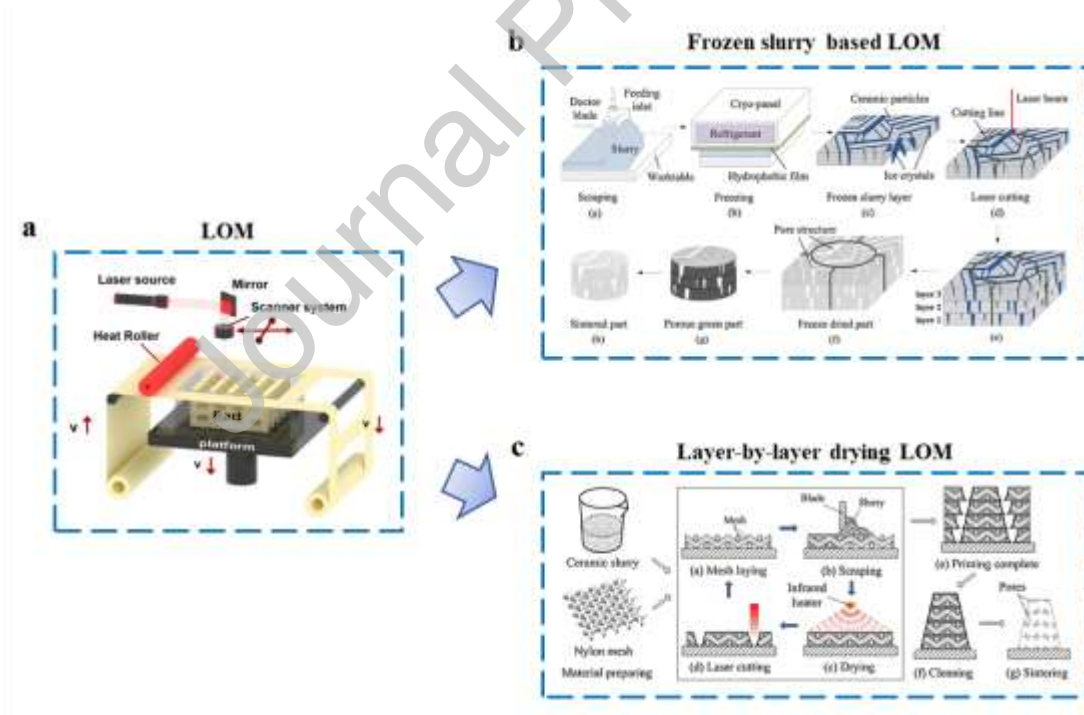 Journal P
a
LOM
Laser source
Mirror
Scanner system
Heat Roller
v
platform
v
v
b
Frozen slurry based LOM
Doctor blade
Feeding inlet
Slurry
Worktable
Scraping
(a)
Cryo-panel
Refrigerant
Hydrophobic film
Freezing
(b)
Ceramic particles
Ice crystals
Frozen slurry layer
(c)
Laser beam
Cutting line
Laser cutting
(d)
layer 3
layer 2
layer 1
(e)
Pore structure
Freeze dried part
(f)
Porous green part
(g)
Sintered part
(h)
c
Layer-by-layer drying LOM
Ceramic slurry
Nylon mesh
Material preparing
Mesh
(a) Mesh laying
Blade
Slurry
(b) Scraping
Infrared
heater
(c) Drying
(d) Laser cutting
(e) Printing complete
(f) Cleaning
Pores
(g) Sintering